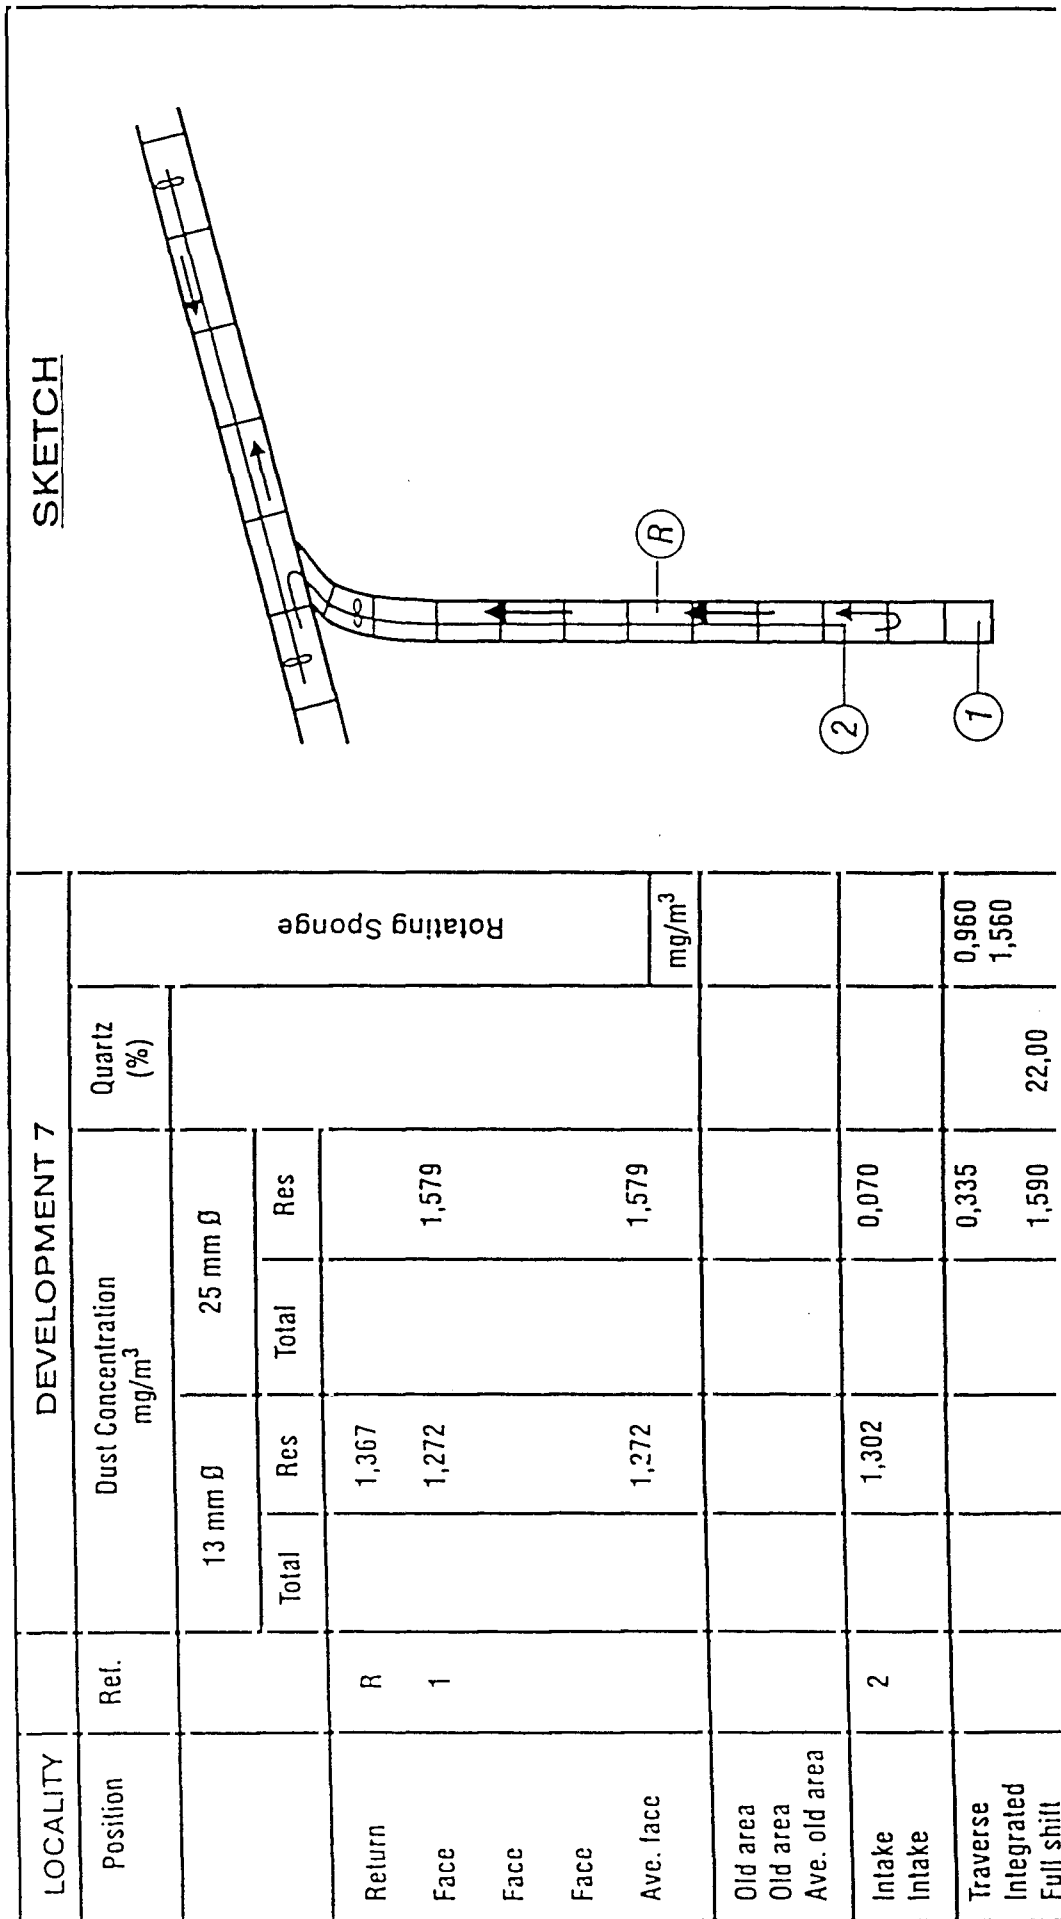 LOCALITY DEVELOPMENT 7
Position Ref. Dust Concentration mg/m³ Quartz (%) Rotating Sponge
13 mm Ø 25 mm Ø
Total Res Total Res mg/m³
Return R 1,367
Face 1 1,272 1,579
Face
Face
Ave. face 1,272 1,579
Old area
Old area
Ave. old area
Intake 2 1,302 0,070
Intake
Traverse 0,335 0,960
Integrated 1,560
Full shift 1,590 22,00
SKETCH
R
2
1